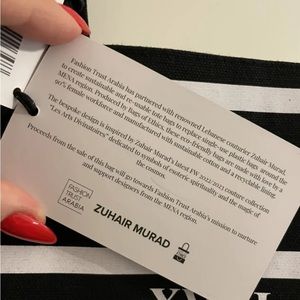 Fashion Trust Arabia has partnered with renowned Lebanese couturier Zuhair Murad,
to create sustainable and re-usable tote bags to replace single-use plastic bags around the
MENA region. Produced by Bags of Ethics, these eco-friendly bags are made with love by a
90% female workforce and manufactured with sustainable cotton and a recyclable lining.
The bespoke design is inspired by Zuhair Murad's latest FW 2022-2023 couture collection
"Les Arts Divinatoires" dedicated to symbols of esoteric spirituality, and the magic of
the cosmos.
Proceeds from the sale of this bag will go towards Fashion Trust Arabia's mission to nurture
and support designers from the MENA region.
FASHION
TRUST
ARABIA
ZUHAIR MURAD